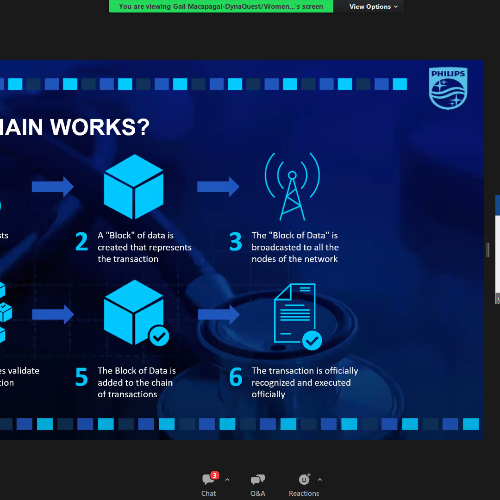 You are viewing Gail Macapagal-DynaQuest/Women...'s screen
View Options
PHILIPS
HAIN WORKS?
sts
2 A "Block" of data is
created that represents
the transaction
3 The "Block of Data" is
broadcasted to all the
nodes of the network
es validate
tion
5 The Block of Data is
added to the chain
of transactions
6 The transaction is officially
recognized and executed
officially
3
Chat
Q&A
Reactions